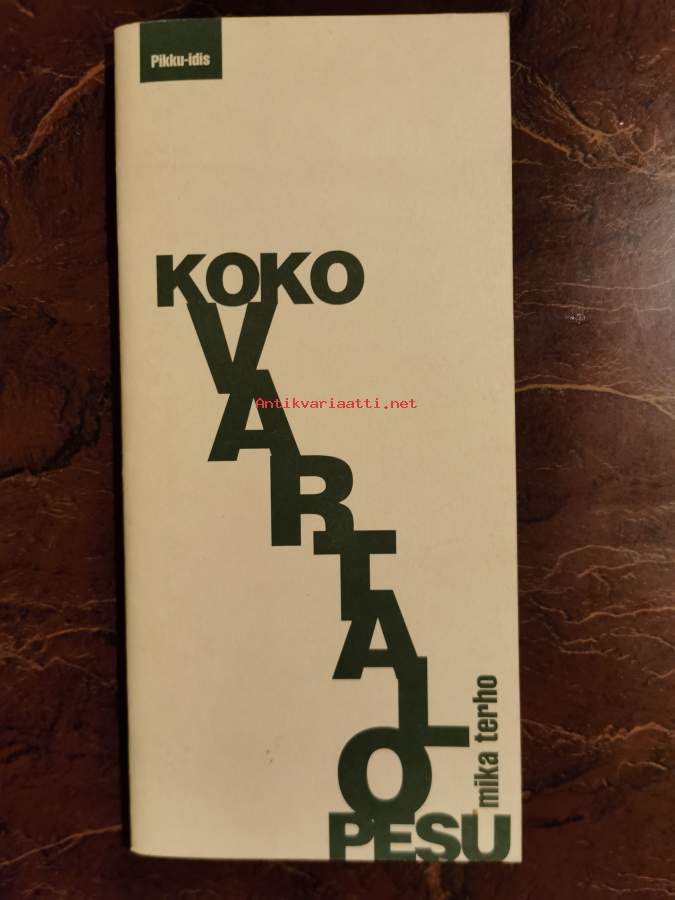 Pikku-idis
KOKO
VARTALO
PESU
mika terho
Antikvariaatti.net